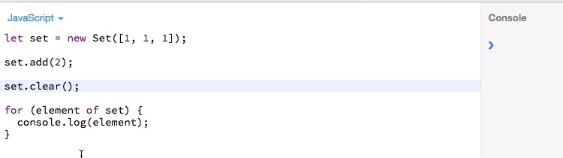 JavaScript
Console
let set = new Set([1, 1, 1]);
set.add(2);
set.clear();
for (element of set) {
  console.log(element);
}